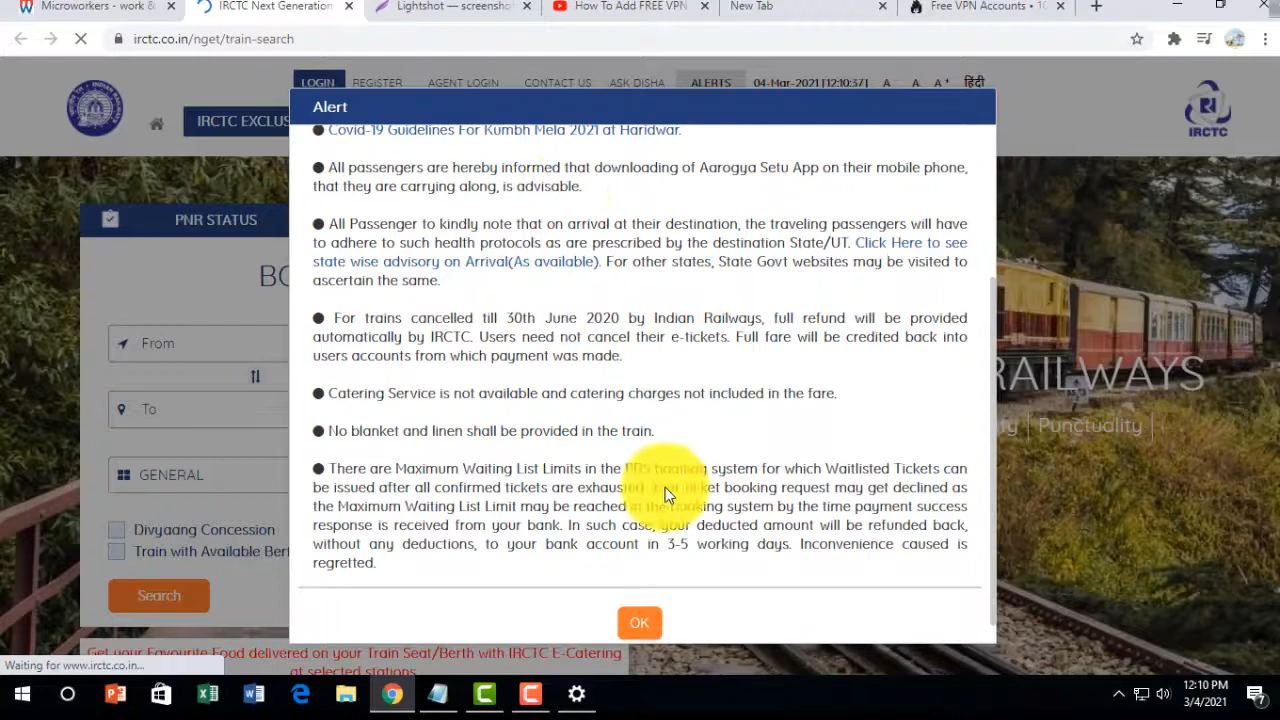 Microworkers - work &
IRCTC Next Generation
Lightshot — screenshot
How To Add FREE VPN
New Tab
Free VPN Accounts • 10
irctc.co.in/nget/train-search
LOGIN
REGISTER
AGENT LOGIN
CONTACT US
ASK DISHA
ALERTS
04-Mar-2021 [12:10:37]
A
A
A+
हिंदी
IRCTC EXCLUS
IRCTC
Alert
Covid-19 Guidelines For Kumbh Mela 2021 at Haridwar.
All passengers are hereby informed that downloading of Aarogya Setu App on their mobile phone,
that they are carrying along, is advisable.
All Passenger to kindly note that on arrival at their destination, the traveling passengers will have
to adhere to such health protocols as are prescribed by the destination State/UT. Click Here to see
state wise advisory on Arrival(As available). For other states, State Govt websites may be visited to
ascertain the same.
For trains cancelled till 30th June 2020 by Indian Railways, full refund will be provided
automatically by IRCTC. Users need not cancel their e-tickets. Full fare will be credited back into
users accounts from which payment was made.
Catering Service is not available and catering charges not included in the fare.
No blanket and linen shall be provided in the train.
There are Maximum Waiting List Limits in the PRS booking system for which Waitlisted Tickets can
be issued after all confirmed tickets are exhausted. Your ticket booking request may get declined as
the Maximum Waiting List Limit may be reached in the booking system by the time payment success
response is received from your bank. In such case, your deducted amount will be refunded back,
without any deductions, to your bank account in 3-5 working days. Inconvenience caused is
regretted.
OK
PNR STATUS
BO
From
To
GENERAL
Divyaang Concession
Train with Available Bert
Search
RAILWAYS
Punctuality
Get your Favourite Food delivered on your Train Seat/Berth with IRCTC E-Catering
at selected stations
Waiting for www.irctc.co.in...
12:10 PM
3/4/2021
7